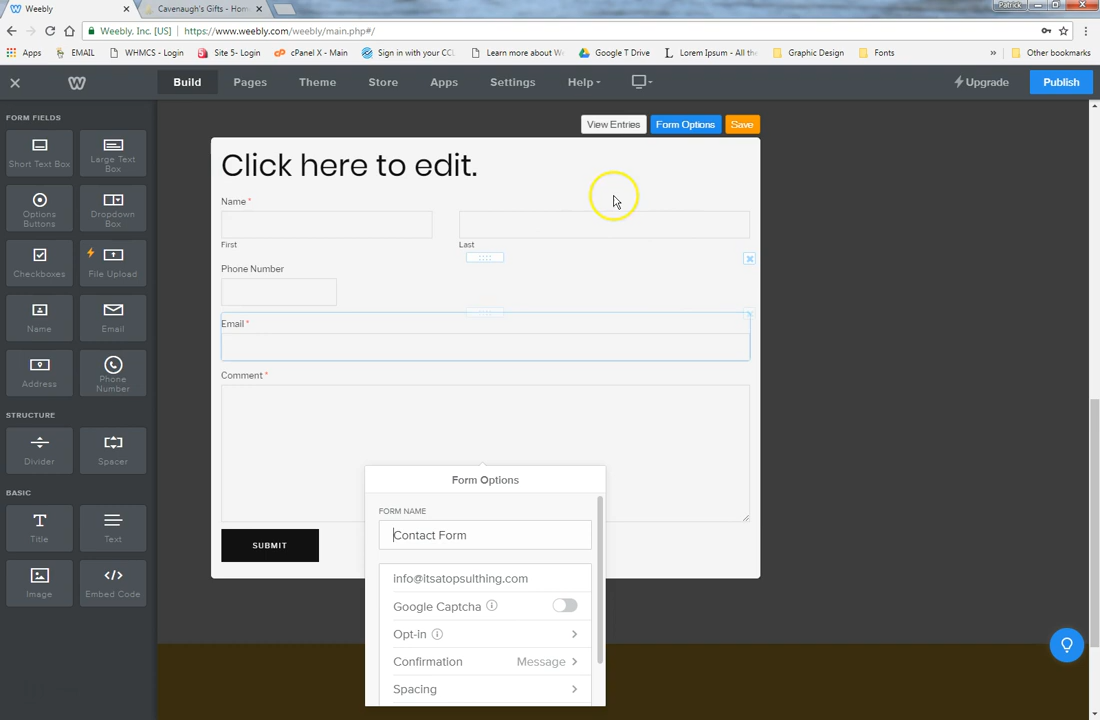 Weebly
Cavenaugh's Gifts - Hom
Patrick
Weebly, Inc. [US]
https://www.weebly.com/weebly/main.php#/
Apps
EMAIL
WHMCS - Login
Site 5- Login
cPanel X - Main
Sign in with your CCL
Learn more about We
Google T Drive
Lorem Ipsum - All the
Graphic Design
Fonts
»
Other bookmarks
Build
Pages
Theme
Store
Apps
Settings
Help
Upgrade
Publish
FORM FIELDS
Short Text Box
Large Text
Box
Options
Buttons
Dropdown
Box
Checkboxes
File Upload
Name
Email
Address
Phone
Number
STRUCTURE
Divider
Spacer
BASIC
Title
Text
Image
Embed Code
View Entries
Form Options
Save
Click here to edit.
Name *
First
Last
Phone Number
Email *
Comment *
SUBMIT
Form Options
FORM NAME
Contact Form
info@itsatopsulthing.com
Google Captcha
Opt-in
Confirmation
Message
Spacing